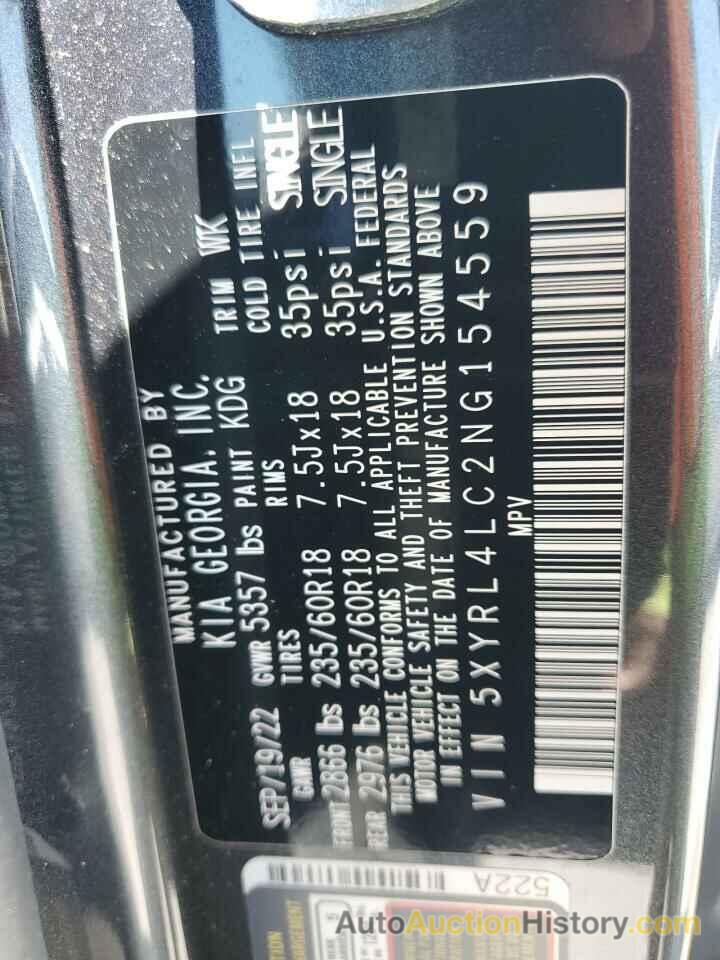 MANUFACTURED BY
KIA GEORGIA, INC.
SEP/19/22 GVWR 5357 lbs PAINT KDG TRIM WK
GAWR TIRES RIMS COLD TIRE INFL
FRONT 2866 lbs 235/60R18 7.5Jx18 35psi SINGLE
REAR 2976 lbs 235/60R18 7.5Jx18 35psi SINGLE
THIS VEHICLE CONFORMS TO ALL APPLICABLE U.S.A. FEDERAL
MOTOR VEHICLE SAFETY AND THEFT PREVENTION STANDARDS
IN EFFECT ON THE DATE OF MANUFACTURE SHOWN ABOVE
VIN 5XYRL4LC2NG154559
MPV
522A
AutoAuctionHistory.com